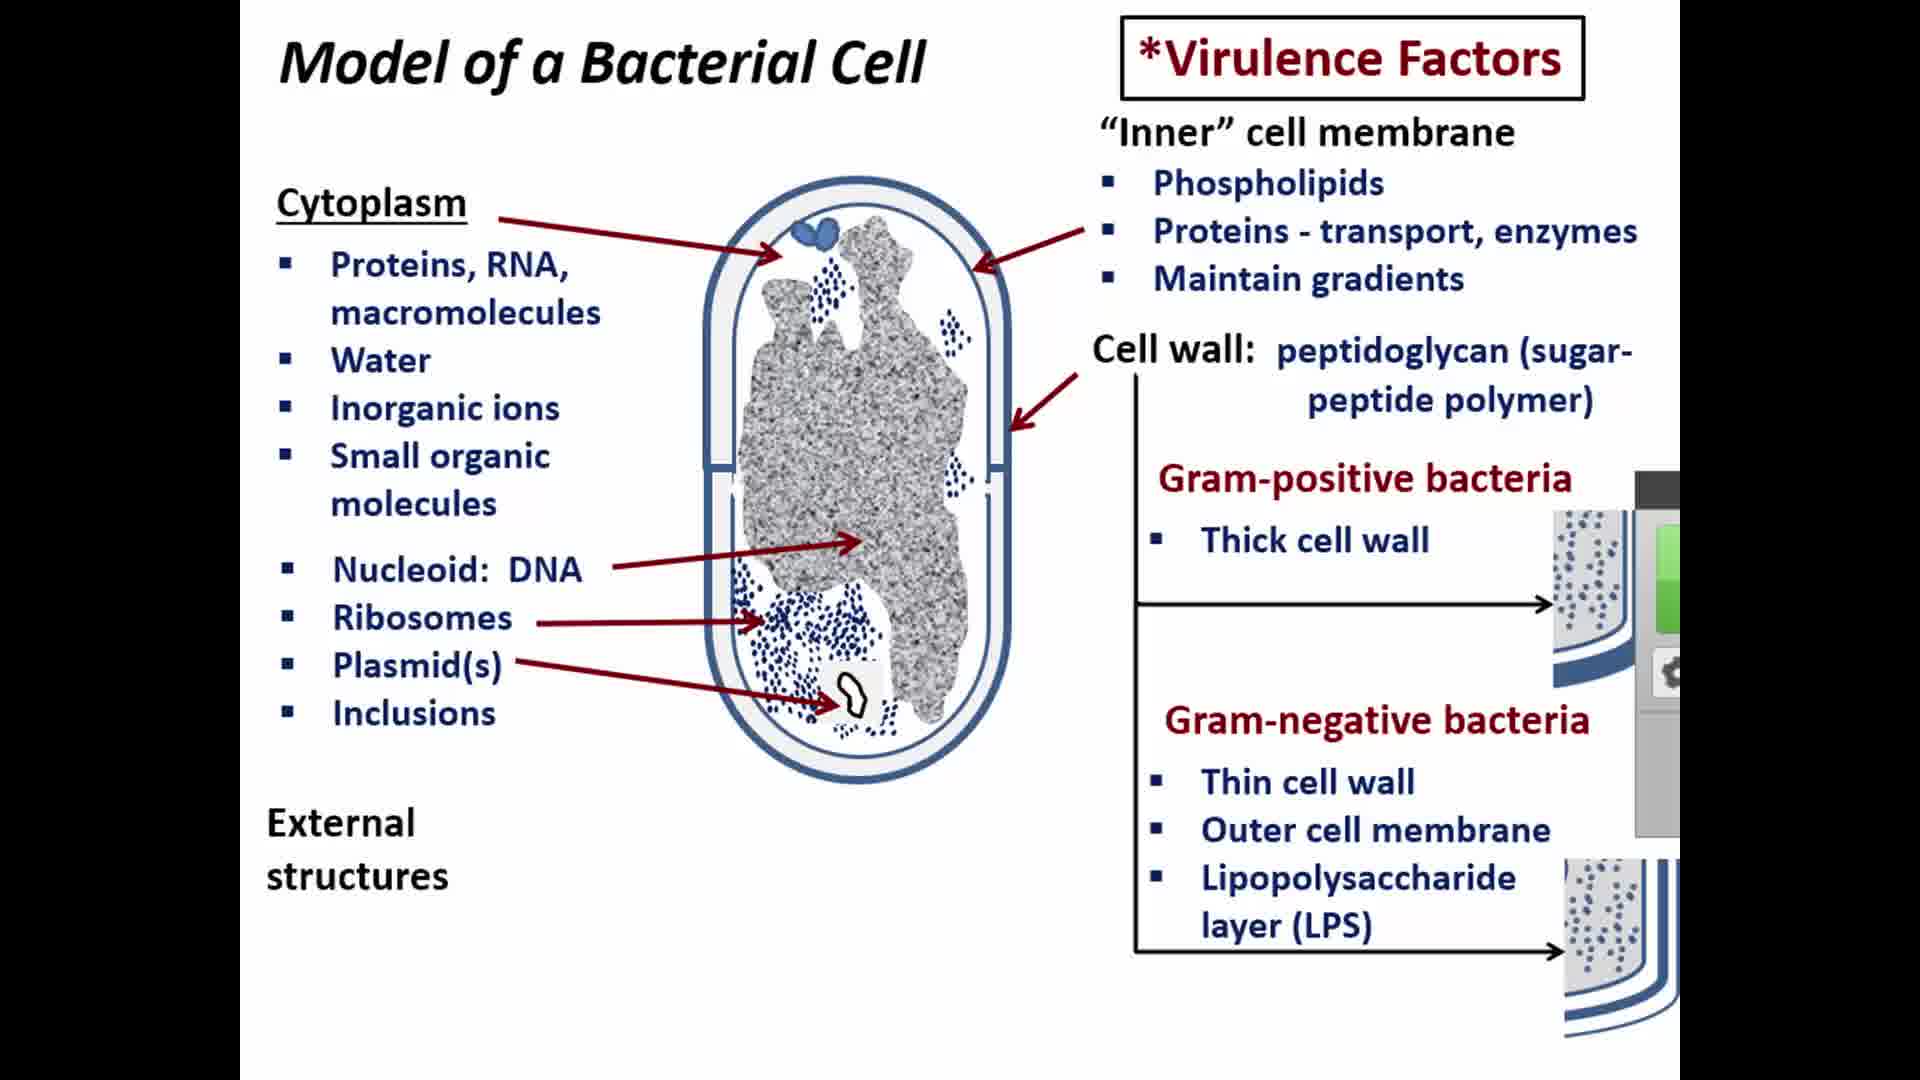 Model of a Bacterial Cell
*Virulence Factors
Cytoplasm
▪ Proteins, RNA,
macromolecules
▪ Water
▪ Inorganic ions
▪ Small organic
molecules
▪ Nucleoid: DNA
▪ Ribosomes
▪ Plasmid(s)
▪ Inclusions
External
structures
“Inner” cell membrane
▪ Phospholipids
▪ Proteins - transport, enzymes
▪ Maintain gradients
Cell wall: peptidoglycan (sugar-
peptide polymer)
Gram-positive bacteria
▪ Thick cell wall
Gram-negative bacteria
▪ Thin cell wall
▪ Outer cell membrane
▪ Lipopolysaccharide
layer (LPS)